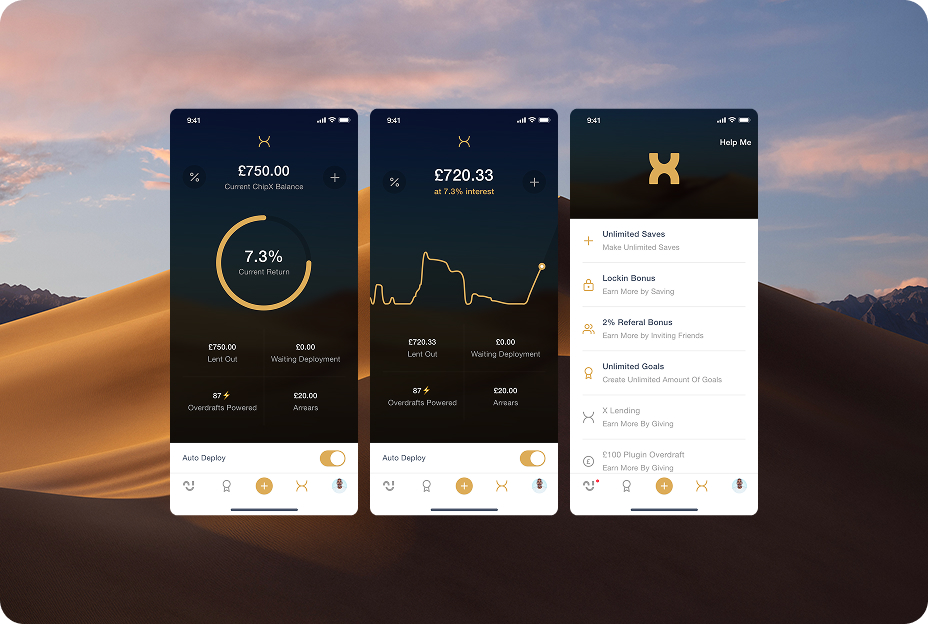 9:41
£750.00
Current ChipX Balance
7.3%
Current Return
£750.00
Lent Out
£0.00
Waiting Deployment
87⚡
Overdrafts Powered
£20.00
Arrears
Auto Deploy
9:41
£720.33
at 7.3% interest
£720.33
Lent Out
£0.00
Waiting Deployment
87⚡
Overdrafts Powered
£20.00
Arrears
Auto Deploy
9:41
Help Me
Unlimited Saves
Make Unlimited Saves
Lockin Bonus
Earn More by Saving
2% Referal Bonus
Earn More by Inviting Friends
Unlimited Goals
Create Unlimited Amount Of Goals
X Lending
Earn More By Giving
£100 Plugin Overdraft
Earn More By Giving